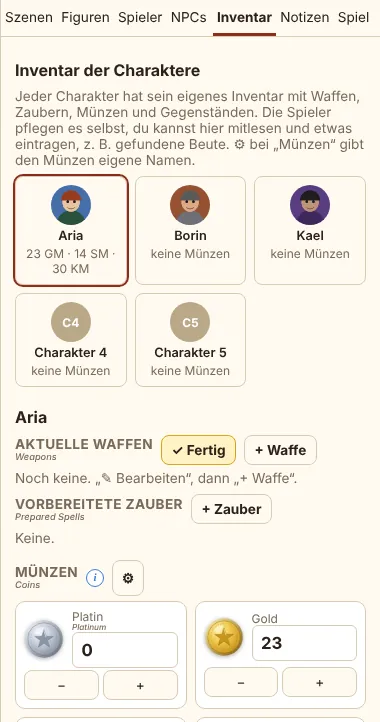 Szenen Figuren Spieler NPCs Inventar Notizen Spiel
Inventar der Charaktere
Jeder Charakter hat sein eigenes Inventar mit Waffen,
Zaubern, Münzen und Gegenständen. Die Spieler
pflegen es selbst, du kannst hier mitlesen und etwas
eintragen, z. B. gefundene Beute. ⚙ bei „Münzen“ gibt
den Münzen eigene Namen.
Aria
23 GM · 14 SM ·
30 KM
Borin
keine Münzen
Kael
keine Münzen
C4
Charakter 4
keine Münzen
C5
Charakter 5
keine Münzen
Aria
AKTUELLE WAFFEN
Weapons
✓ Fertig
+ Waffe
Noch keine. „✎ Bearbeiten“, dann „+ Waffe“.
VORBEREITETE ZAUBER
Prepared Spells
+ Zauber
Keine.
MÜNZEN
Coins
i
⚙
Platin
Platinum
0
−
+
Gold
23
−
+